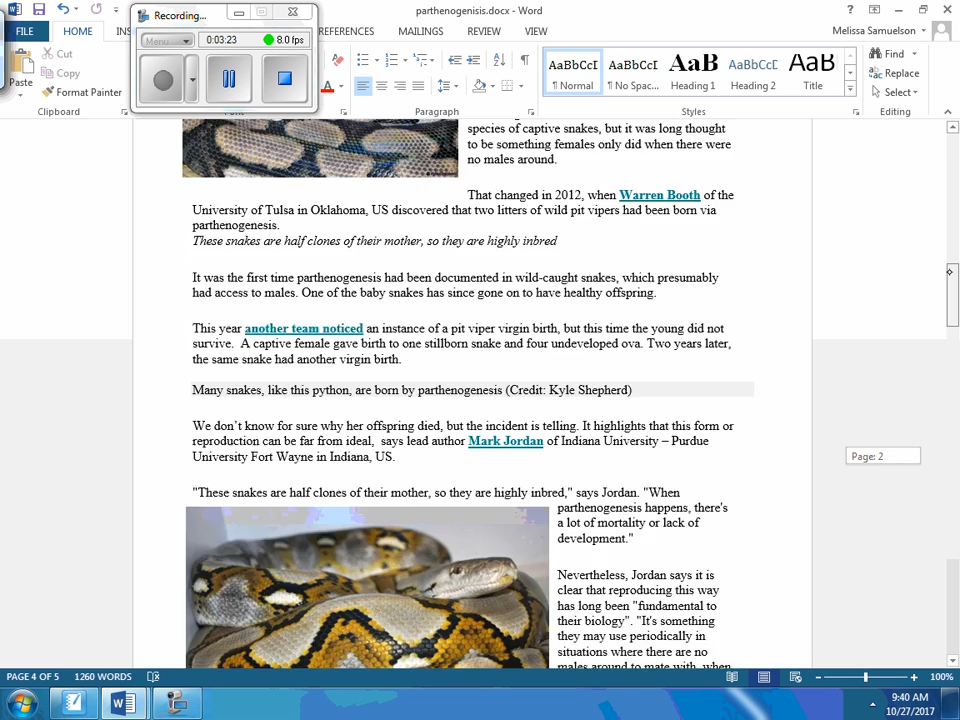 parthenogenisis.docx - Word
Recording...
Menu
0:03:23
8.0 fps
FILE
HOME
INS
REFERENCES
MAILINGS
REVIEW
VIEW
Melissa Samuelson
Paste
Cut
Copy
Format Painter
Clipboard
Paragraph
AaBbCcI
¶ Normal
AaBbCcI
¶ No Spac...
AaB
Heading 1
AaBbCcI
Heading 2
AaB
Title
Styles
Find
Replace
Select
Editing
species of captive snakes, but it was long thought
to be something females only did when there were
no males around.
That changed in 2012, when Warren Booth of the
University of Tulsa in Oklahoma, US discovered that two litters of wild pit vipers had been born via
parthenogenesis.
These snakes are half clones of their mother, so they are highly inbred
It was the first time parthenogenesis had been documented in wild-caught snakes, which presumably
had access to males. One of the baby snakes has since gone on to have healthy offspring.
This year another team noticed an instance of a pit viper virgin birth, but this time the young did not
survive.  A captive female gave birth to one stillborn snake and four undeveloped ova. Two years later,
the same snake had another virgin birth.
Many snakes, like this python, are born by parthenogenesis (Credit: Kyle Shepherd)
We don't know for sure why her offspring died, but the incident is telling. It highlights that this form or
reproduction can be far from ideal,  says lead author Mark Jordan of Indiana University – Purdue
University Fort Wayne in Indiana, US.
Page: 2
"These snakes are half clones of their mother, so they are highly inbred," says Jordan. "When
parthenogenesis happens, there's
a lot of mortality or lack of
development."
Nevertheless, Jordan says it is
clear that reproducing this way
has long been "fundamental to
their biology". "It's something
they may use periodically in
situations where there are no
males around to mate with, when
PAGE 4 OF 5
1260 WORDS
100%
9:40 AM
10/27/2017